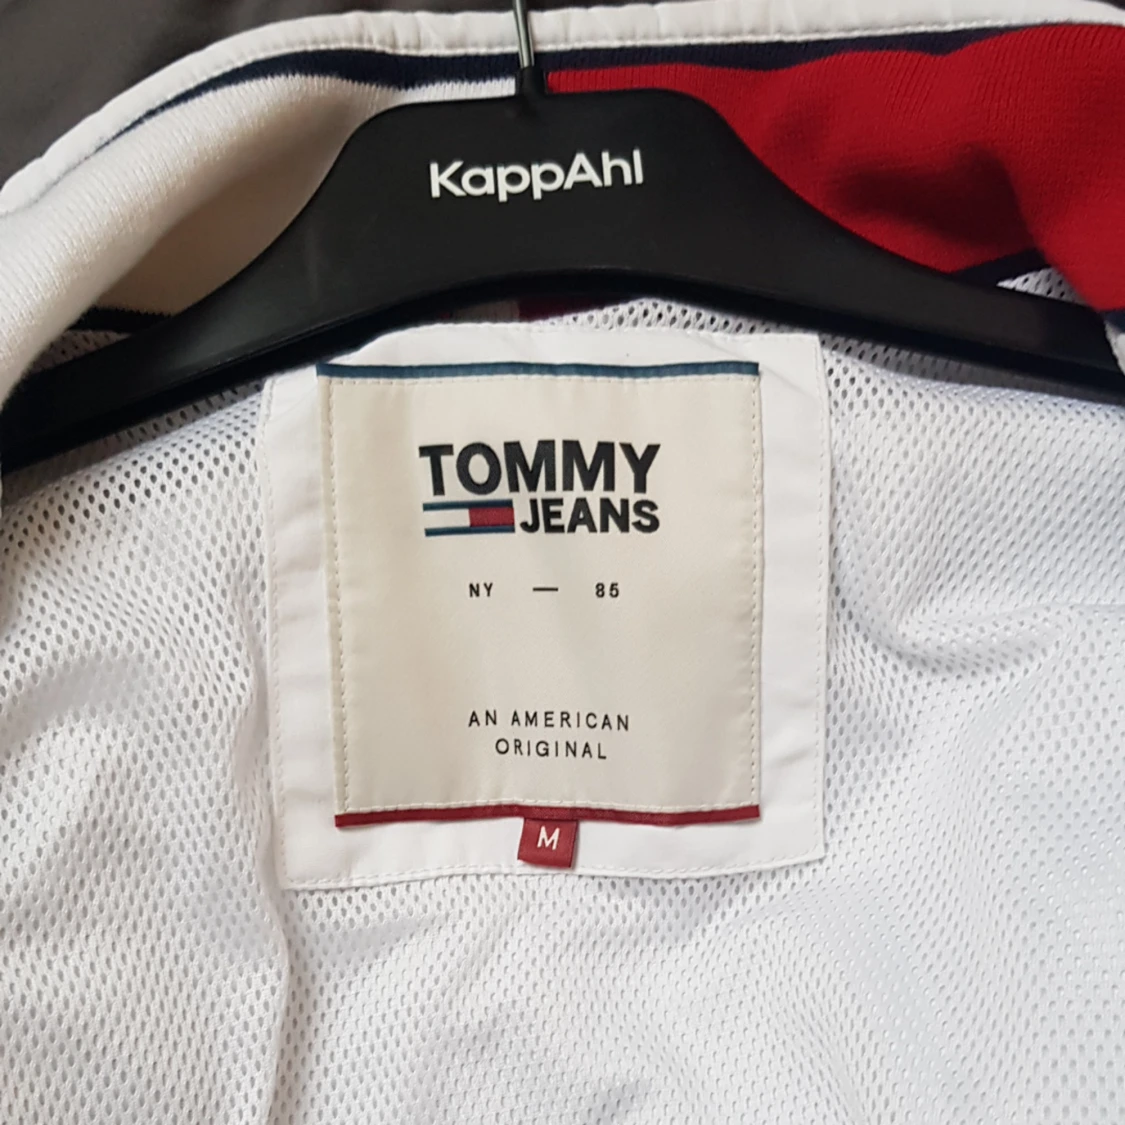 KappAhl
TOMMY
JEANS
NY — 85
AN AMERICAN
ORIGINAL
M